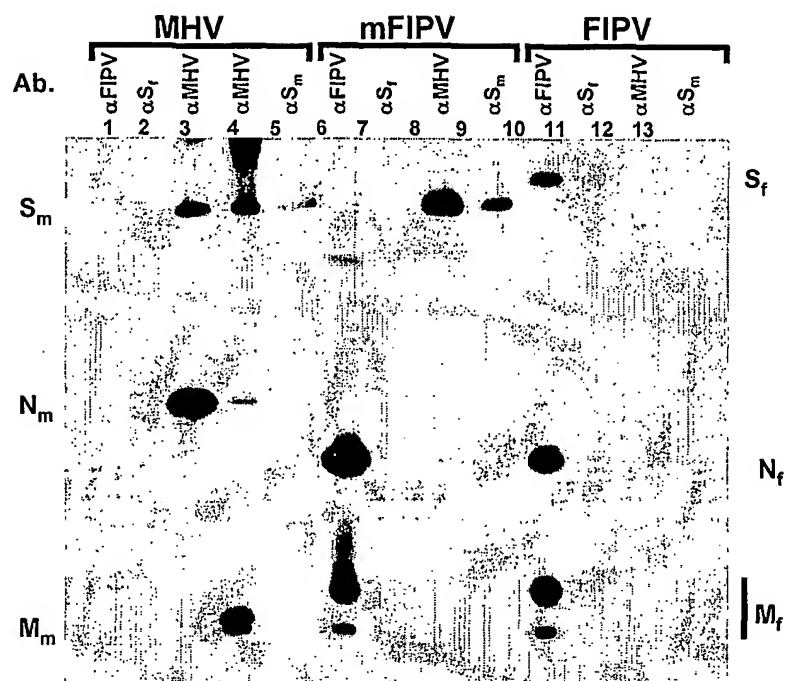 MHV mFIPV FIPV
Ab. αFIPV αSf αMHV αMHV αSm αFIPV αSf αMHV αSm αFIPV αSf αMHV αSm
1 2 3 4 5 6 7 8 9 10 11 12 13
Sm Sf
Nm
Nf
Mm Mf